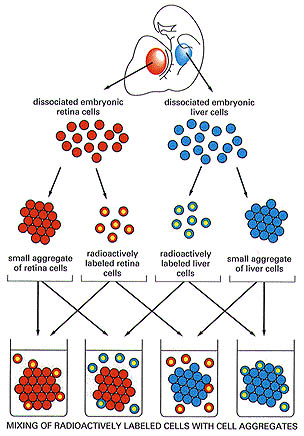 dissociated embryonic
retina cells
dissociated embryonic
liver cells
small aggregate
of retina cells
radioactively
labeled retina
cells
radioactively
labeled liver
cells
small aggregate
of liver cells
MIXING OF RADIOACTIVELY LABELED CELLS WITH CELL AGGREGATES